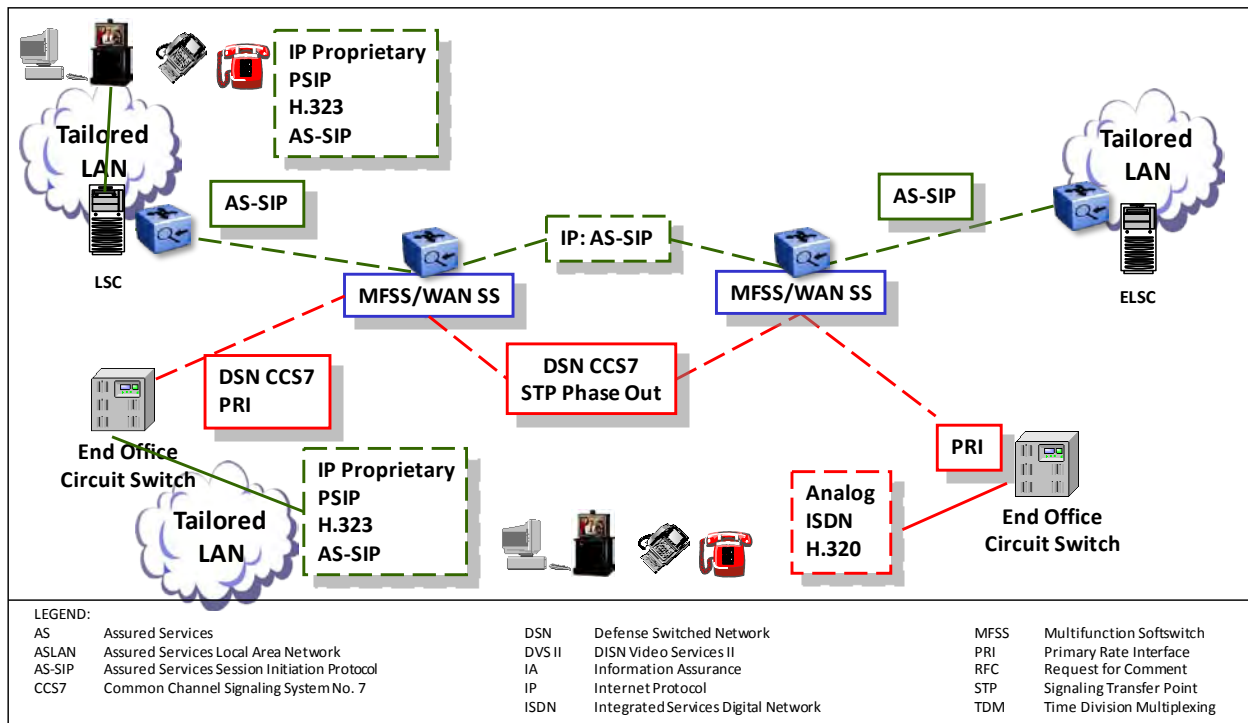 IP Proprietary
PSIP
H.323
AS-SIP
Tailored
LAN
LSC
AS-SIP
IP: AS-SIP
AS-SIP
Tailored
LAN
ELSC
MFSS/WAN SS
MFSS/WAN SS
DSN CCS7
PRI
DSN CCS7
STP Phase Out
End Office
Circuit Switch
PRI
End Office
Circuit Switch
Tailored
LAN
IP Proprietary
PSIP
H.323
AS-SIP
Analog
ISDN
H.320
LEGEND:
AS Assured Services
ASLAN Assured Services Local Area Network
AS-SIP Assured Services Session Initiation Protocol
CCS7 Common Channel Signaling System No. 7
DSN Defense Switched Network
DVS II DISN Video Services II
IA Information Assurance
IP Internet Protocol
ISDN Integrated Services Digital Network
MFSS Multifunction Softswitch
PRI Primary Rate Interface
RFC Request for Comment
STP Signaling Transfer Point
TDM Time Division Multiplexing